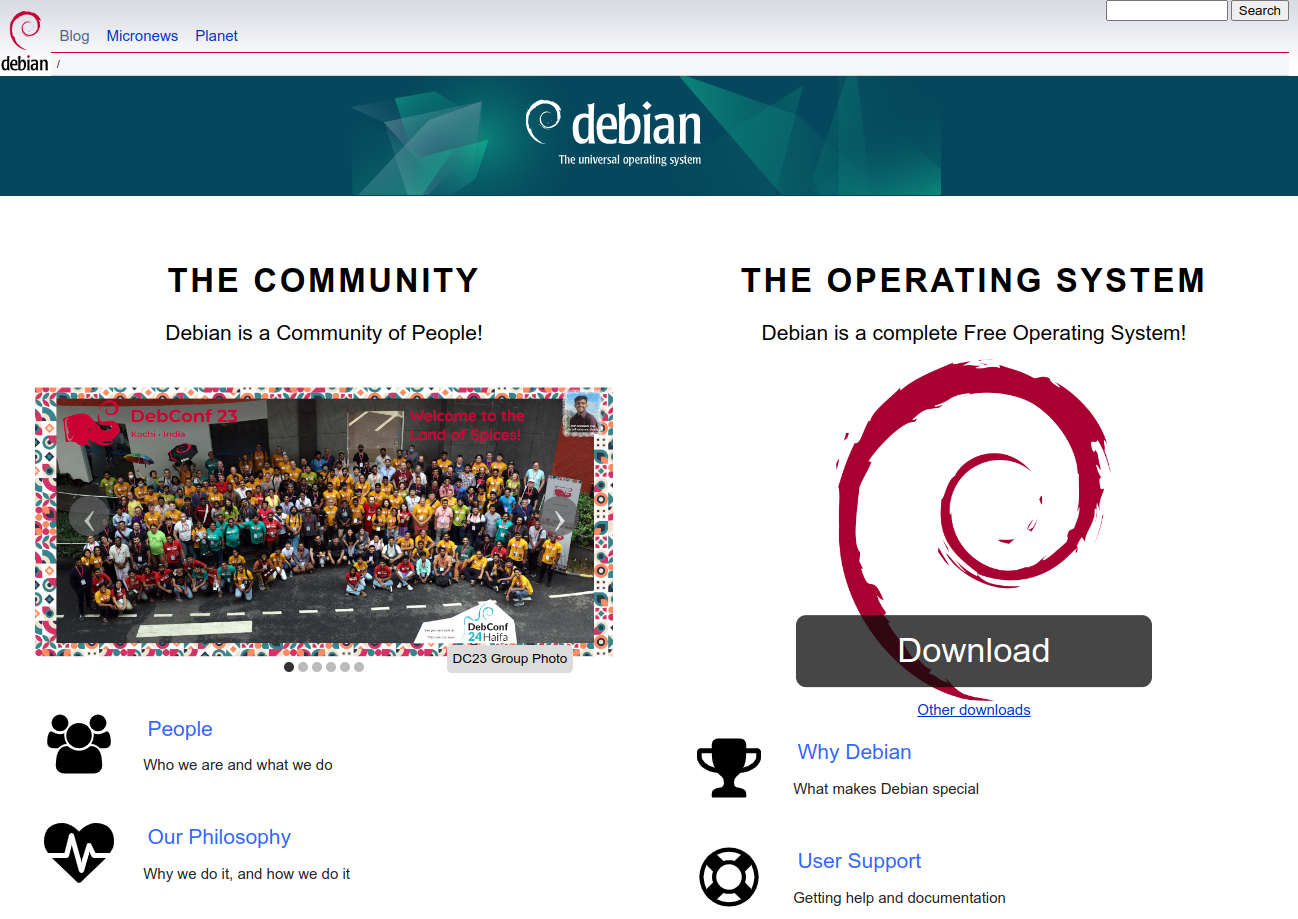 Search
Blog Micronews Planet
debian /
debian
The universal operating system
THE COMMUNITY
Debian is a Community of People!
DebConf 23
Kochi - India
Welcome to the
Land of Spices!
DebConf
24 Haifa
DC23 Group Photo
People
Who we are and what we do
Our Philosophy
Why we do it, and how we do it
THE OPERATING SYSTEM
Debian is a complete Free Operating System!
Download
Other downloads
Why Debian
What makes Debian special
User Support
Getting help and documentation